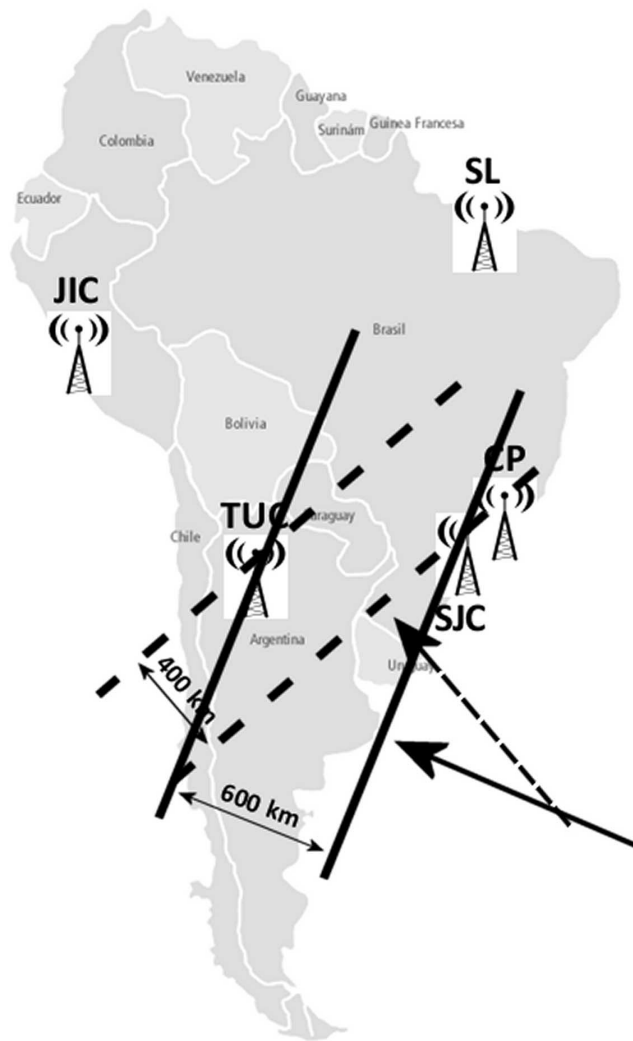 Venezuela
Guayana
Surinám
Guinea Francesa
Colombia
Ecuador
SL
JIC
Brasil
Bolivia
CP
TUC
araguay
Chile
SJC
Argentina
Uruguay
400 km
600 km